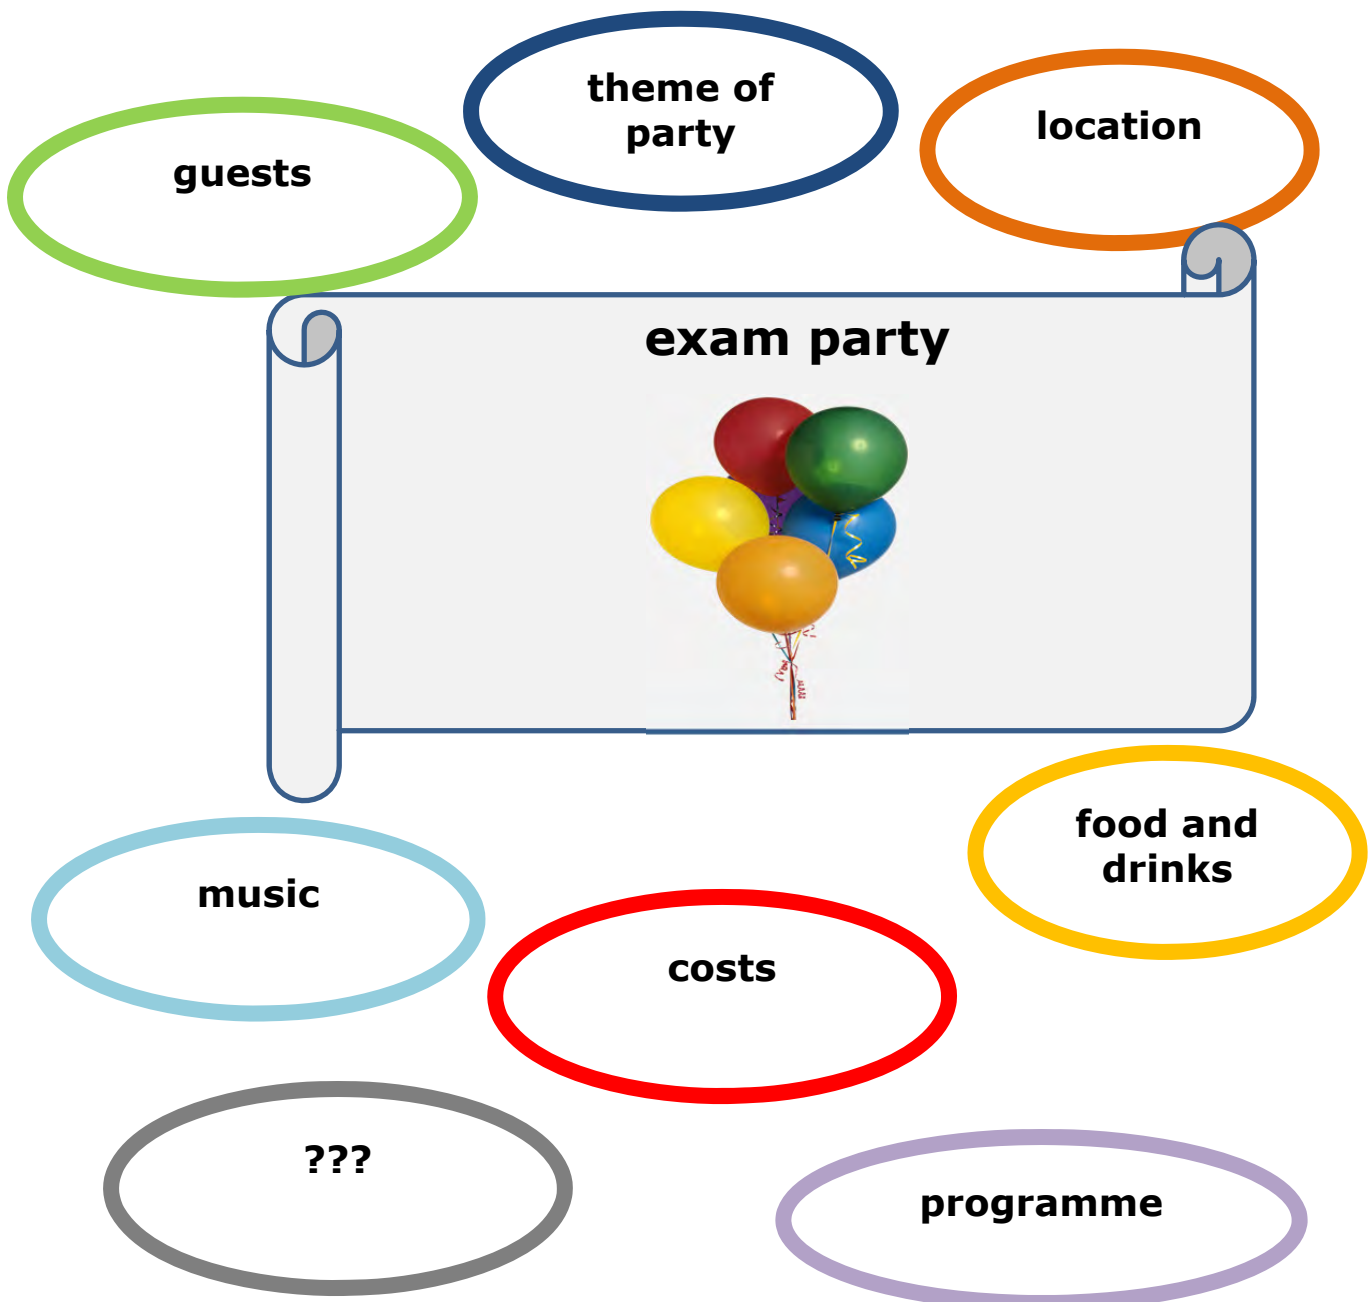 theme of
party
location
guests
exam party
food and
drinks
music
costs
???
programme